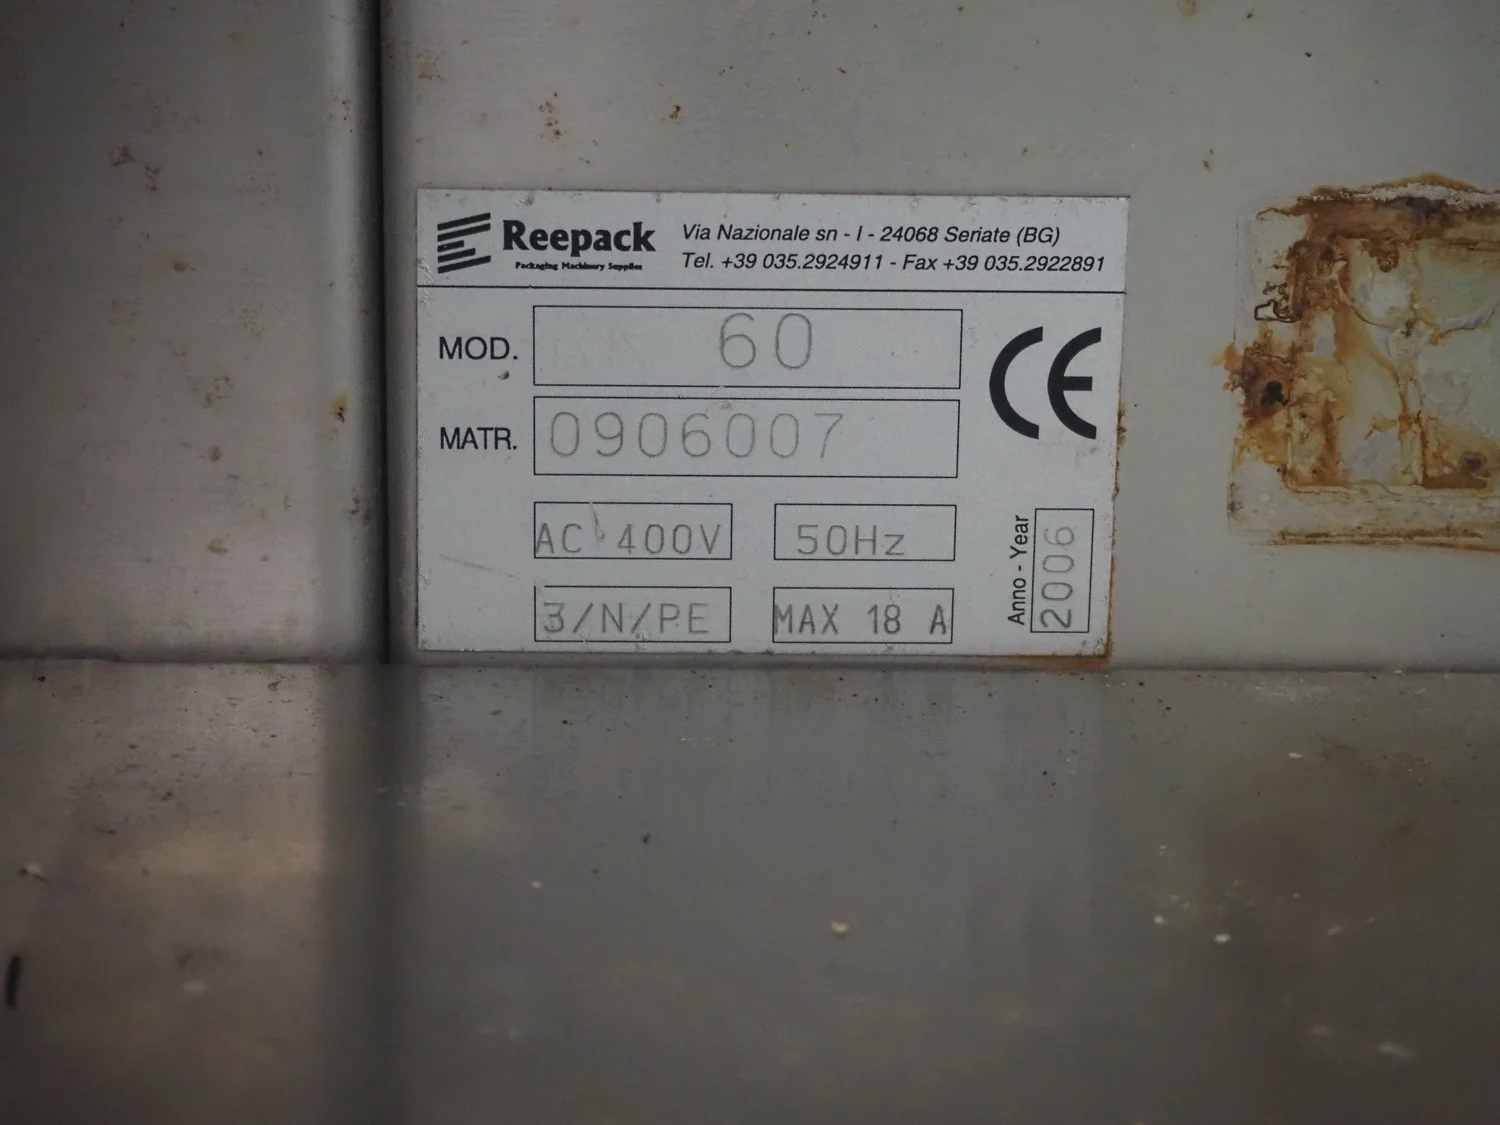 Reepack
Packaging Machinery Supplies
Via Nazionale sn - I - 24068 Seriate (BG)
Tel. +39 035.2924911 - Fax +39 035.2922891
MOD. 60
CE
MATR. 0906007
AC 400V 50Hz
3/N/PE MAX 18 A
Anno - Year 2006